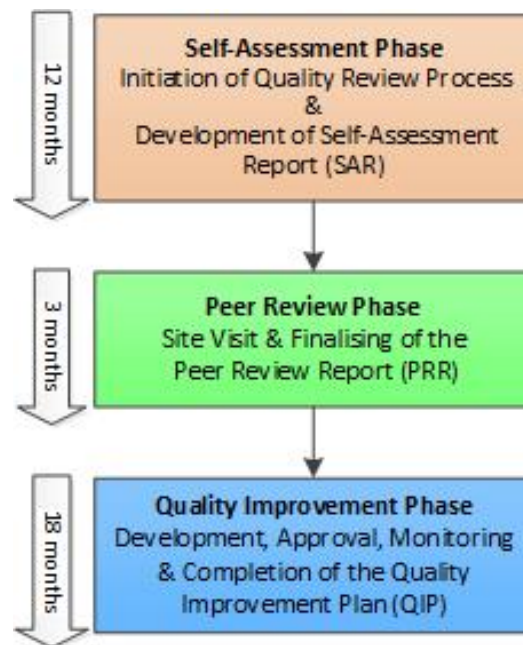 12 months
Self-Assessment Phase
Initiation of Quality Review Process
&
Development of Self-Assessment
Report (SAR)
3 months
Peer Review Phase
Site Visit & Finalising of the
Peer Review Report (PRR)
18 months
Quality Improvement Phase
Development, Approval, Monitoring
& Completion of the Quality
Improvement Plan (QIP)